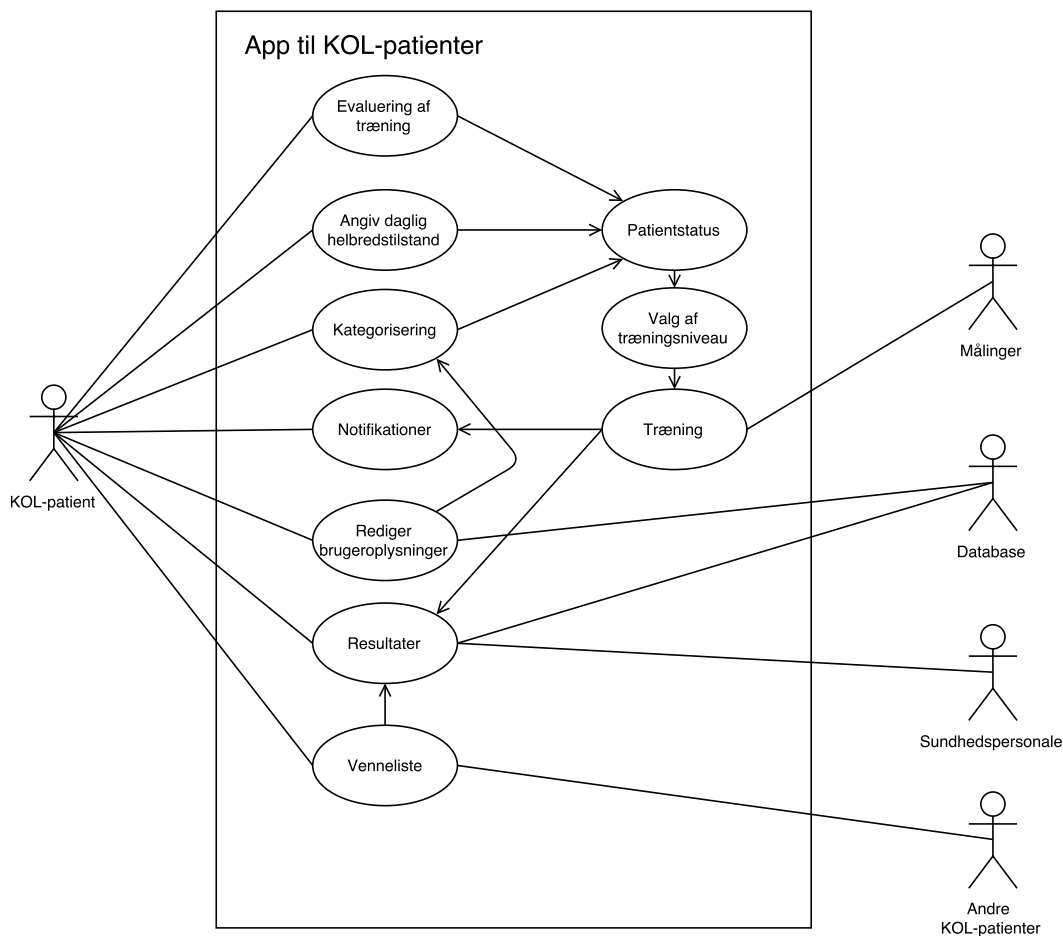 App til KOL-patienter
Evaluering af
træning
Angiv daglig
helbredstilstand
Patientstatus
Kategorisering
Valg af
træningsniveau
Målinger
Notifikationer
Træning
KOL-patient
Rediger
brugeroplysninger
Database
Resultater
Sundhedspersonale
Venneliste
Andre
KOL-patienter